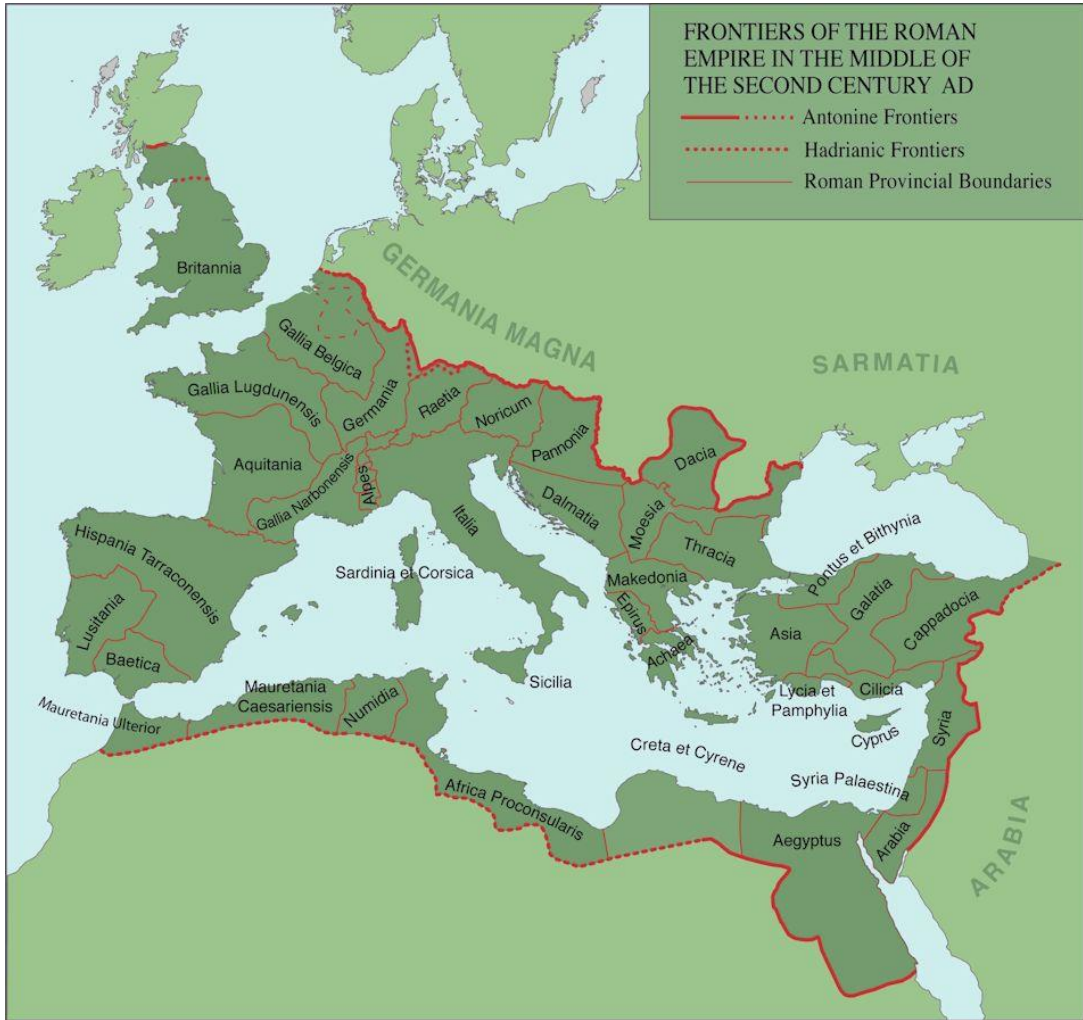 FRONTIERS OF THE ROMAN
EMPIRE IN THE MIDDLE OF
THE SECOND CENTURY AD
Antonine Frontiers
Hadrianic Frontiers
Roman Provincial Boundaries
GERMANIA MAGNA
SARMATIA
ARABIA
Britannia
Gallia Belgica
Gallia Lugdunensis
Germania
Raetia
Noricum
Pannonia
Dacia
Aquitania
Gallia Narbonensis
Alpes
Italia
Dalmatia
Moesia
Thracia
Pontus et Bithynia
Hispania Tarraconensis
Lusitania
Baetica
Sardinia et Corsica
Makedonia
Epirus
Achaea
Asia
Galatia
Cappadocia
Sicilia
Lycia et
Pamphylia
Cilicia
Cyprus
Syria
Mauretania Ulterior
Mauretania
Caesariensis
Numidia
Creta et Cyrene
Syria Palaestina
Africa Proconsularis
Aegyptus
Arabia